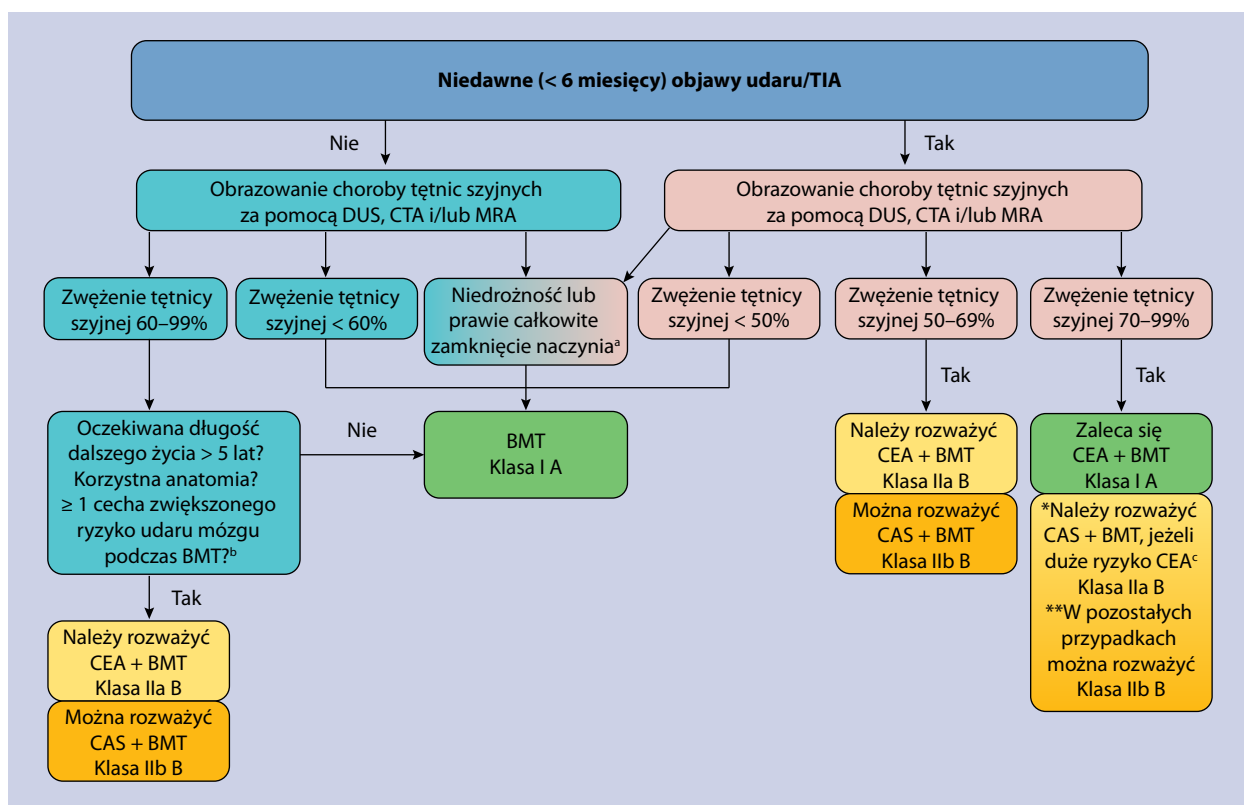 Niedawne (< 6 miesięcy) objawy udaru/TIA
Nie
Tak
Obrazowanie choroby tętnic szyjnych
za pomocą DUS, CTA i/lub MRA
Obrazowanie choroby tętnic szyjnych
za pomocą DUS, CTA i/lub MRA
Zwężenie tętnicy
szyjnej 60–99%
Zwężenie tętnicy
szyjnej < 60%
Niedrożność lub
prawie całkowite
zamknięcie naczyniaᵃ
Zwężenie tętnicy
szyjnej < 50%
Zwężenie tętnicy
szyjnej 50–69%
Zwężenie tętnicy
szyjnej 70–99%
Tak
Tak
Oczekiwana długość
dalszego życia > 5 lat?
Korzystna anatomia?
≥ 1 cecha zwiększonego
ryzyko udaru mózgu
podczas BMT?ᵇ
Nie
BMT
Klasa I A
Należy rozważyć
CEA + BMT
Klasa IIa B
Można rozważyć
CAS + BMT
Klasa IIb B
Zaleca się
CEA + BMT
Klasa I A
*Należy rozważyć
CAS + BMT, jeżeli
duże ryzyko CEAᶜ
Klasa IIa B
**W pozostałych
przypadkach
można rozważyć
Klasa IIb B
Tak
Należy rozważyć
CEA + BMT
Klasa IIa B
Można rozważyć
CAS + BMT
Klasa IIb B